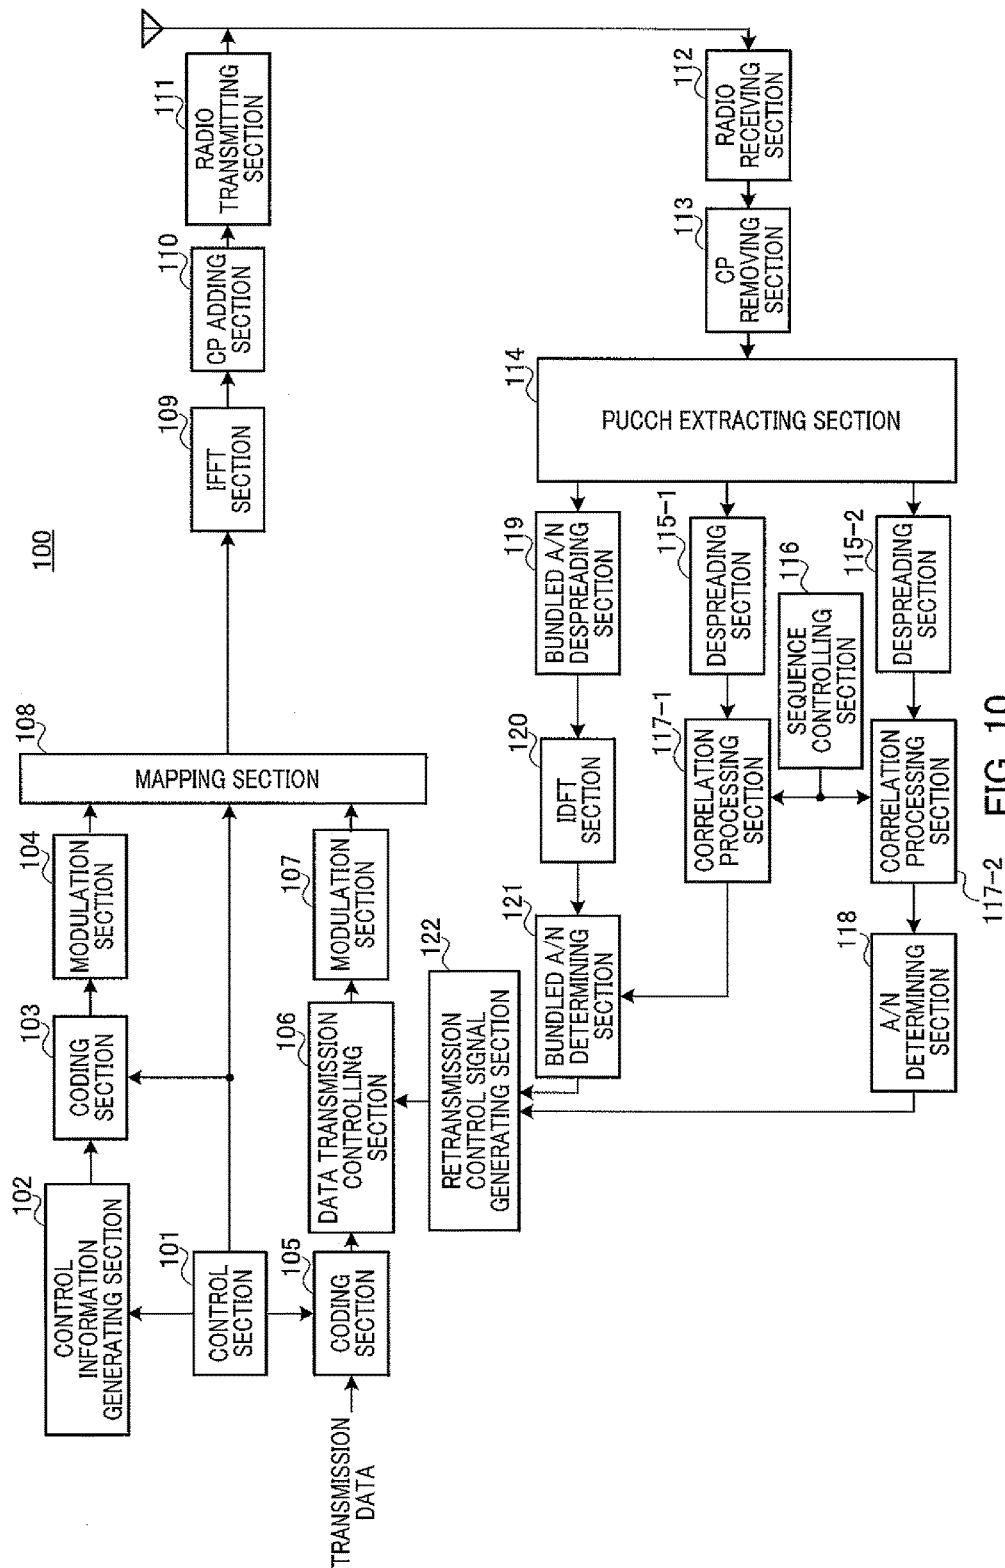 100
102
CONTROL
INFORMATION
GENERATING SECTION
103
CODING
SECTION
104
MODULATION
SECTION
101
CONTROL
SECTION
TRANSMISSION
DATA
105
CODING
SECTION
106
DATA TRANSMISSION
CONTROLLING
SECTION
107
MODULATION
SECTION
108
MAPPING SECTION
109
IFFT
SECTION
110
CP ADDING
SECTION
111
RADIO
TRANSMITTING
SECTION
112
RADIO
RECEIVING
SECTION
113
CP
REMOVING
SECTION
114
PUCCH EXTRACTING SECTION
119
BUNDLED A/N
DESPREADING
SECTION
120
IDFT
SECTION
121
BUNDLED A/N
DETERMINING
SECTION
122
RETRANSMISSION
CONTROL SIGNAL
GENERATING SECTION
115-1
DESPREADING
SECTION
117-1
CORRELATION
PROCESSING
SECTION
116
SEQUENCE
CONTROLLING
SECTION
115-2
DESPREADING
SECTION
117-2
CORRELATION
PROCESSING
SECTION
118
A/N
DETERMINING
SECTION
FIG. 10